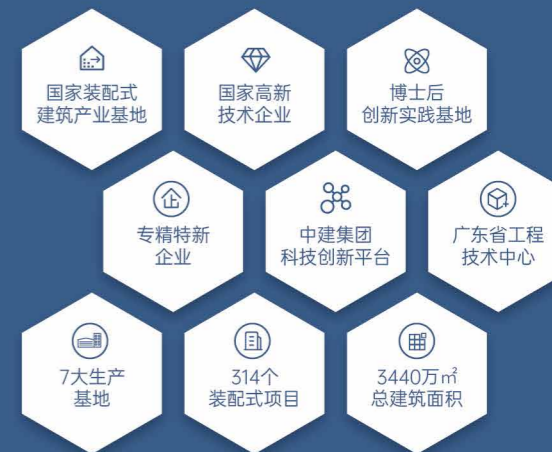 国家装配式
建筑产业基地
国家高新
技术企业
博士后
创新实践基地
专精特新
企业
中建集团
科技创新平台
广东省工程
技术中心
7大生产
基地
314个
装配式项目
3440万㎡
总建筑面积